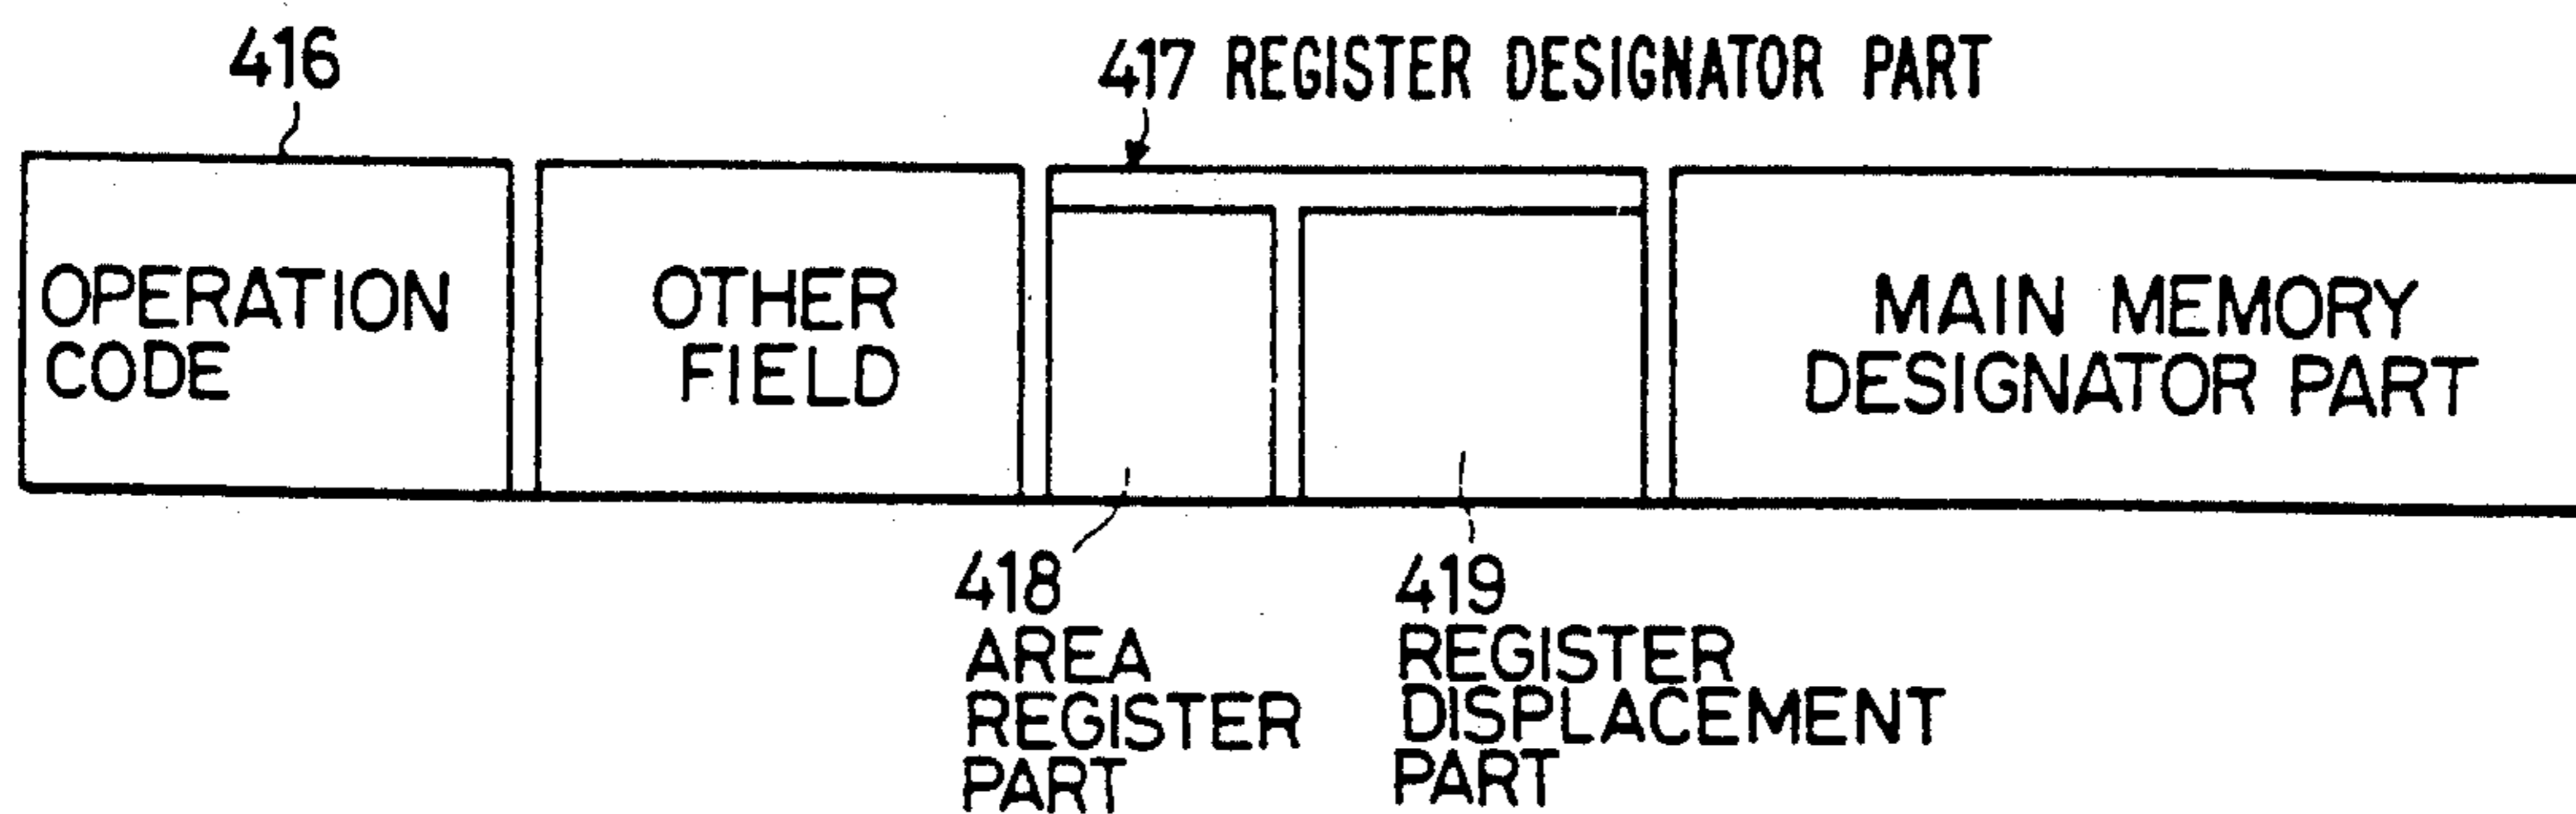 416
417 REGISTER DESIGNATOR PART
OPERATION
CODE
OTHER
FIELD
MAIN MEMORY
DESIGNATOR PART
418
AREA
REGISTER
PART
419
REGISTER
DISPLACEMENT
PART